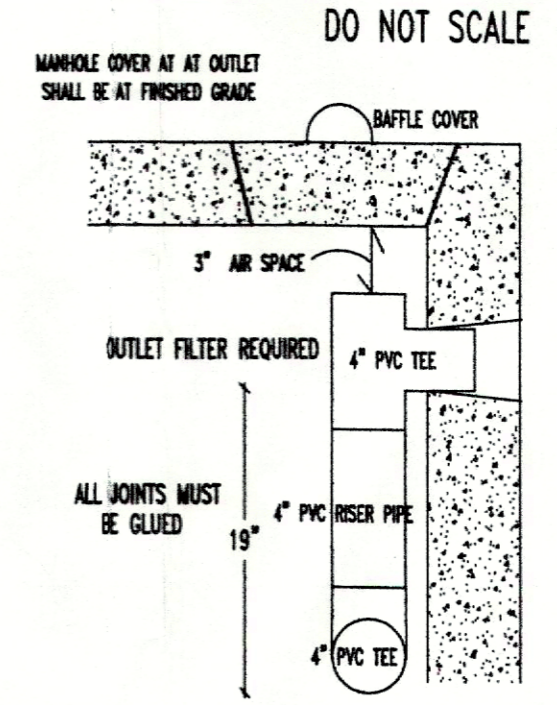 DO NOT SCALE
MANHOLE COVER AT AT OUTLET
SHALL BE AT FINISHED GRADE
BAFFLE COVER
3" AIR SPACE
OUTLET FILTER REQUIRED
4" PVC TEE
ALL JOINTS MUST
BE GLUED
4" PVC RISER PIPE
19"
4" PVC TEE